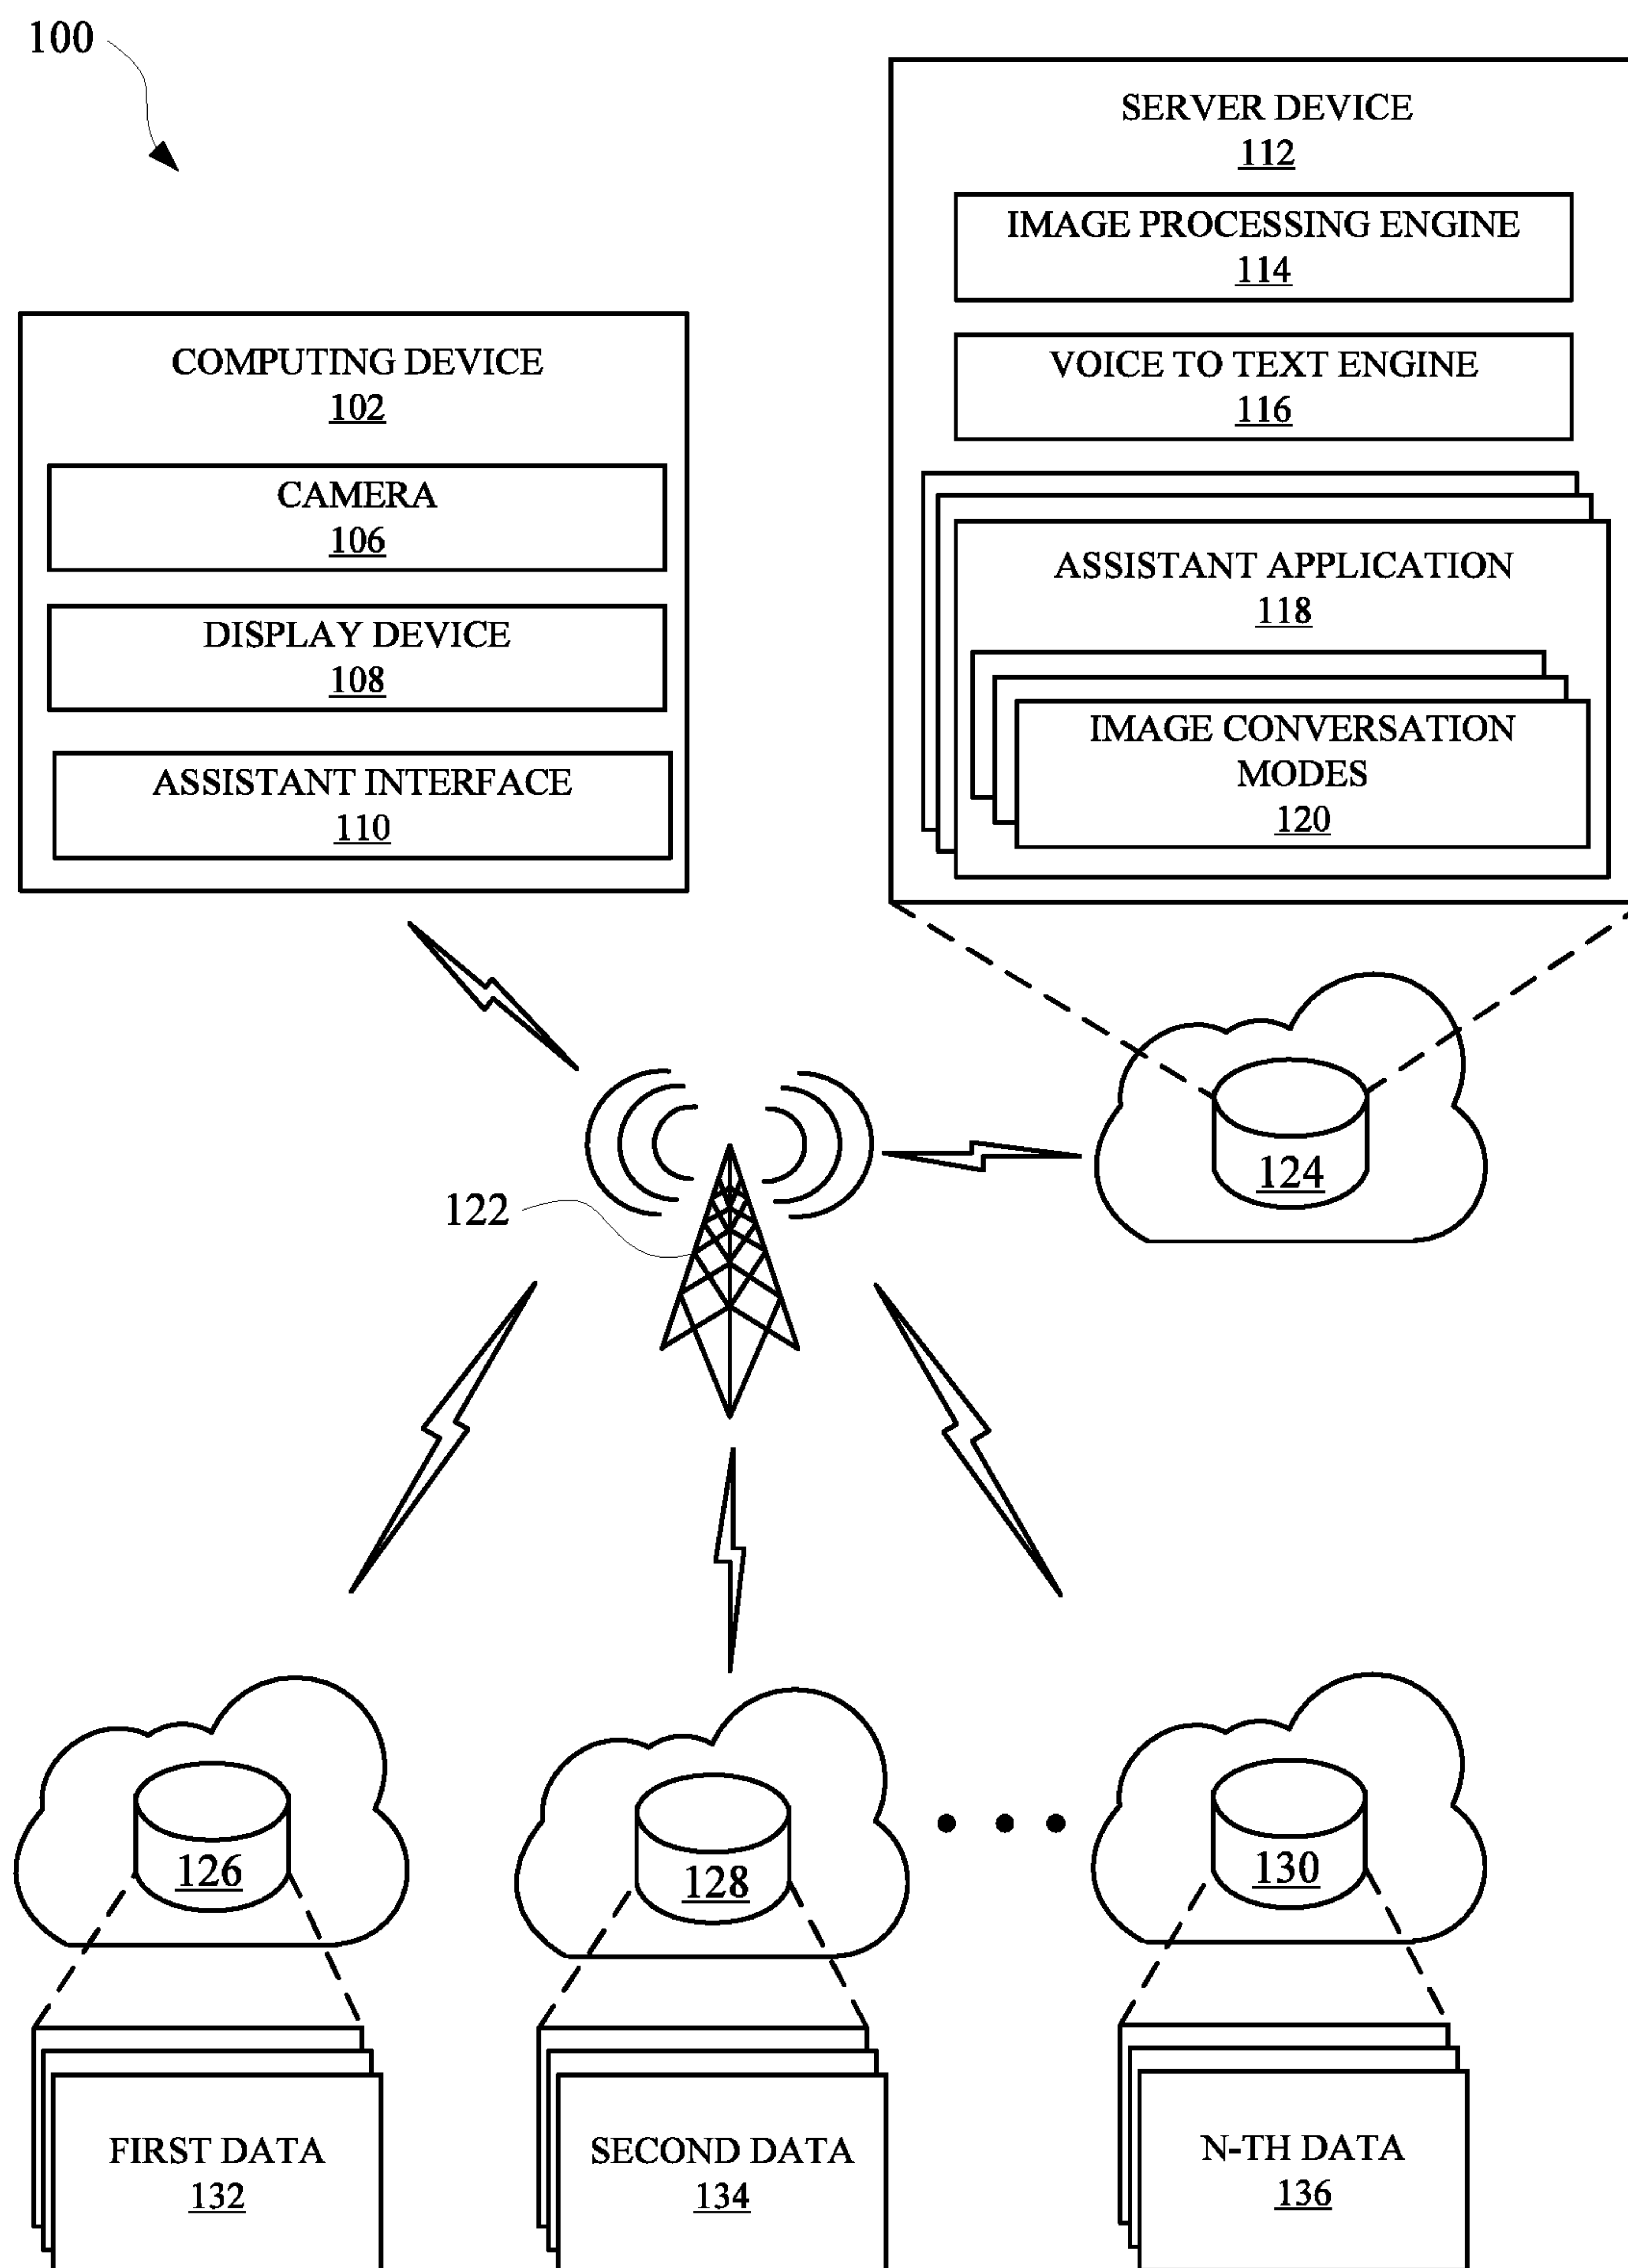 100
SERVER DEVICE
112
IMAGE PROCESSING ENGINE
114
VOICE TO TEXT ENGINE
116
ASSISTANT APPLICATION
118
IMAGE CONVERSATION
MODES
120
COMPUTING DEVICE
102
CAMERA
106
DISPLAY DEVICE
108
ASSISTANT INTERFACE
110
122
124
126
128
130
FIRST DATA
132
SECOND DATA
134
N-TH DATA
136